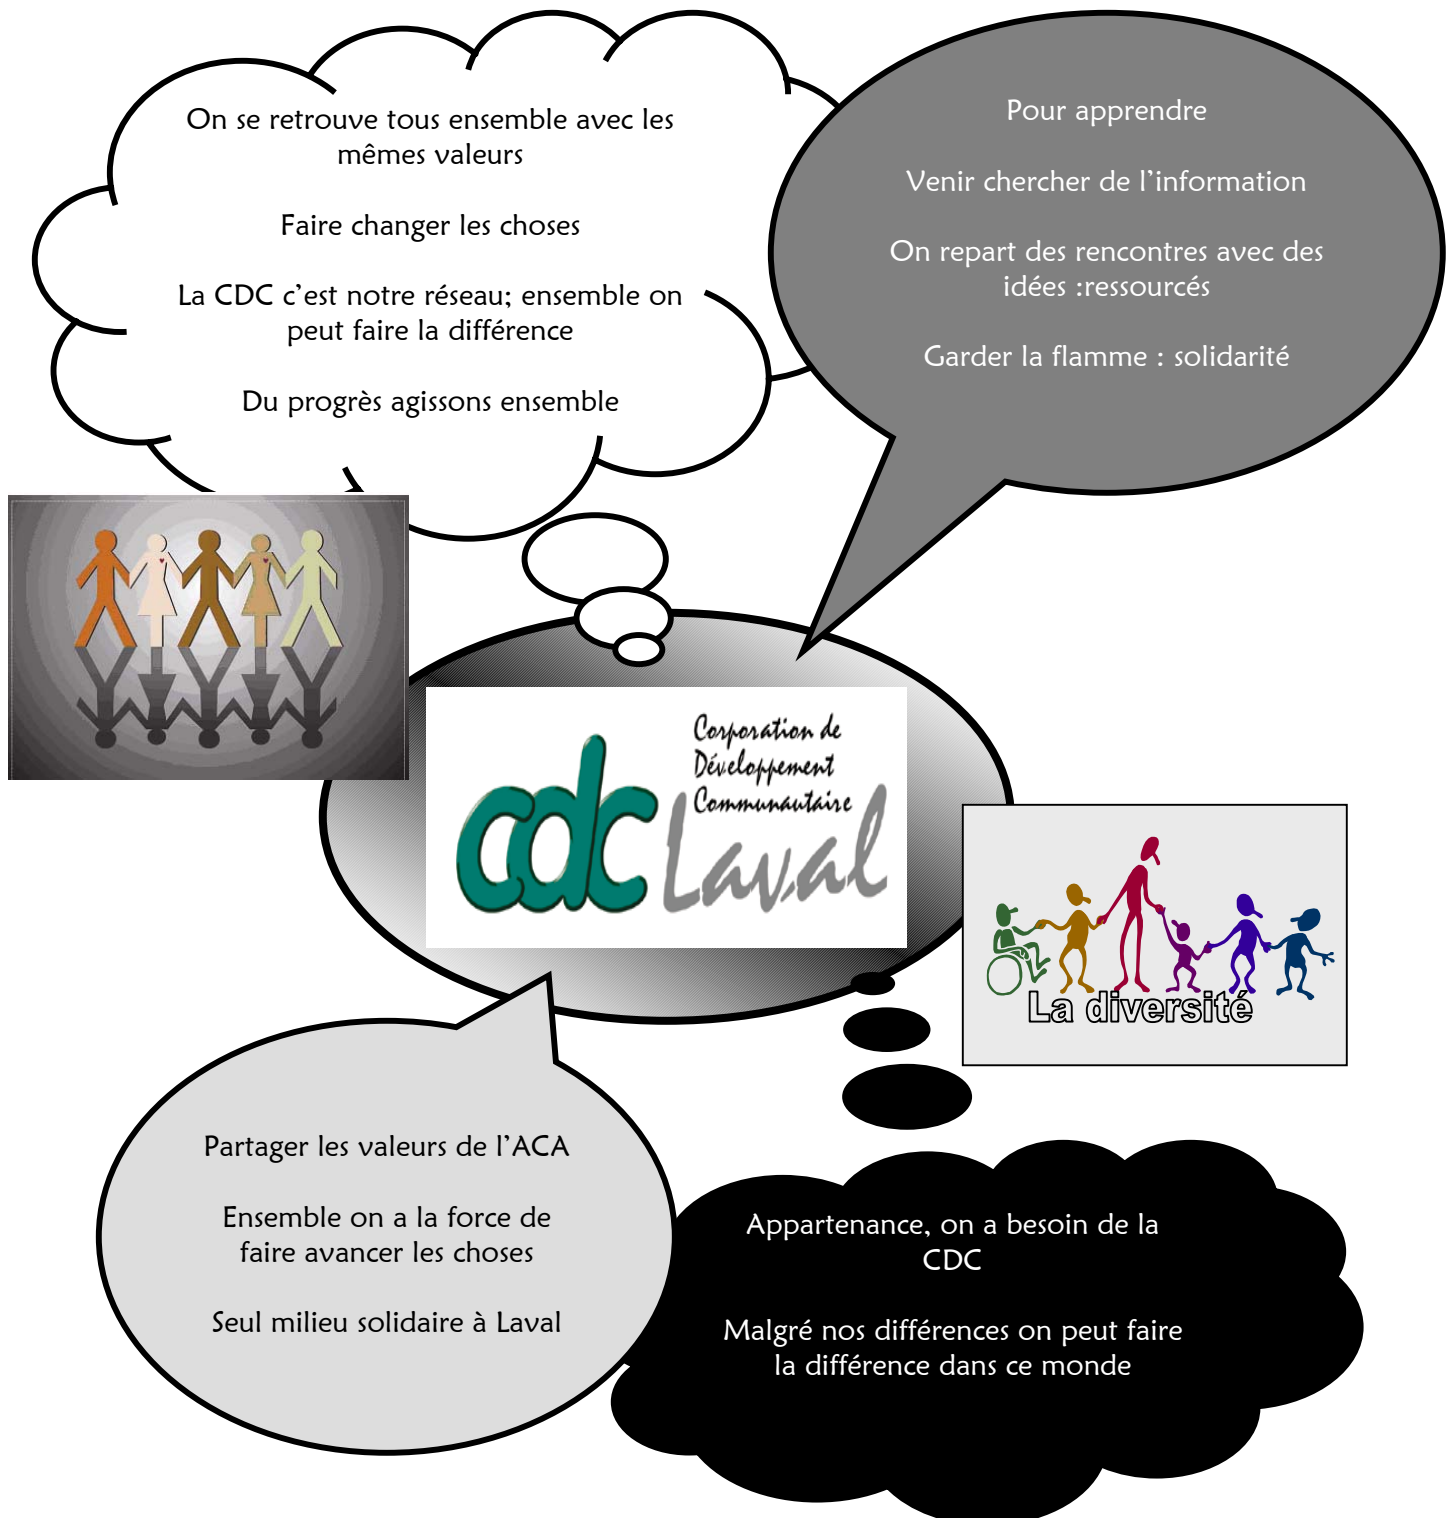 On se retrouve tous ensemble avec les
mêmes valeurs
Faire changer les choses
La CDC c'est notre réseau; ensemble on
peut faire la différence
Du progrès agissons ensemble
Pour apprendre
Venir chercher de l'information
On repart des rencontres avec des
idées :ressourcés
Garder la flamme : solidarité
Corporation de
Développement
Communautaire
cdc Laval
La diversité
Partager les valeurs de l'ACA
Ensemble on a la force de
faire avancer les choses
Seul milieu solidaire à Laval
Appartenance, on a besoin de la
CDC
Malgré nos différences on peut faire
la différence dans ce monde